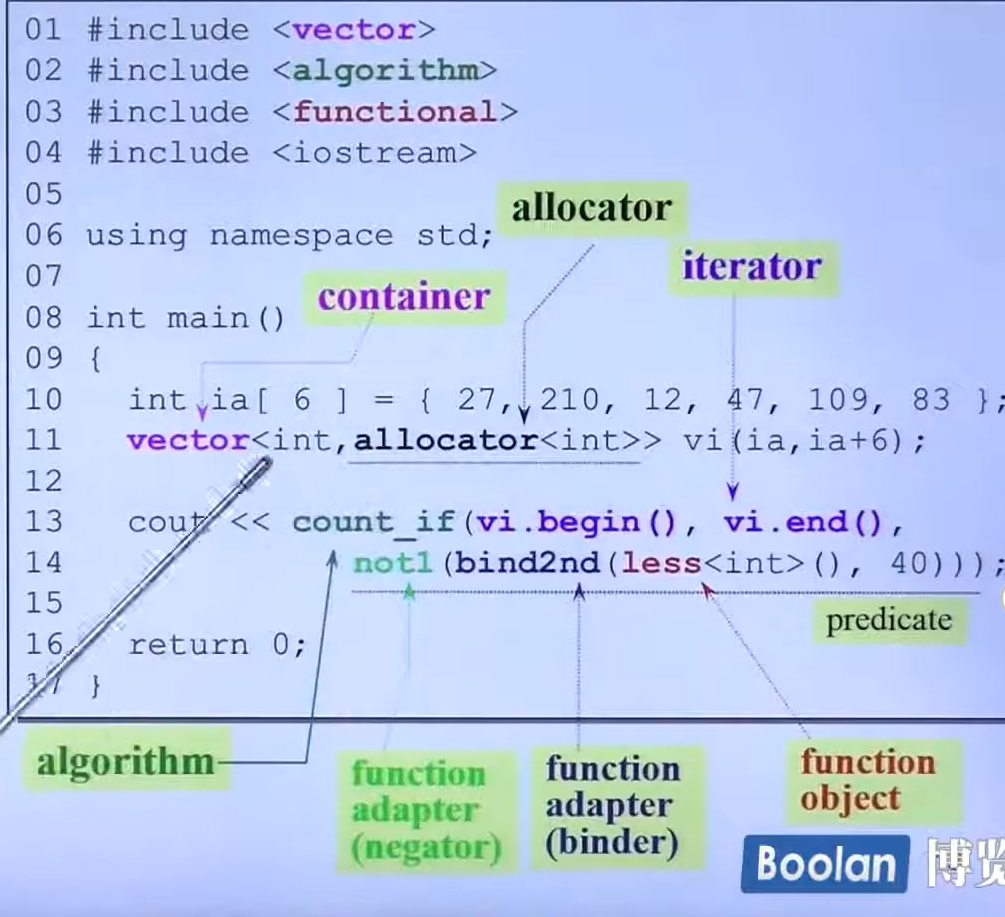 01 #include <vector>
02 #include <algorithm>
03 #include <functional>
04 #include <iostream>
05
allocator
06 using namespace std;
iterator
07
container
08 int main()
09 {
10 int ia[ 6 ] = { 27, 210, 12, 47, 109, 83 };
11 vector<int,allocator<int>> vi(ia,ia+6);
12
13 cout << count_if(vi.begin(), vi.end(),
14 not1(bind2nd(less<int>(), 40)));
15
predicate
16 return 0;
17 }
algorithm
function
adapter
(negator)
function
adapter
(binder)
function
object
Boolan 博览